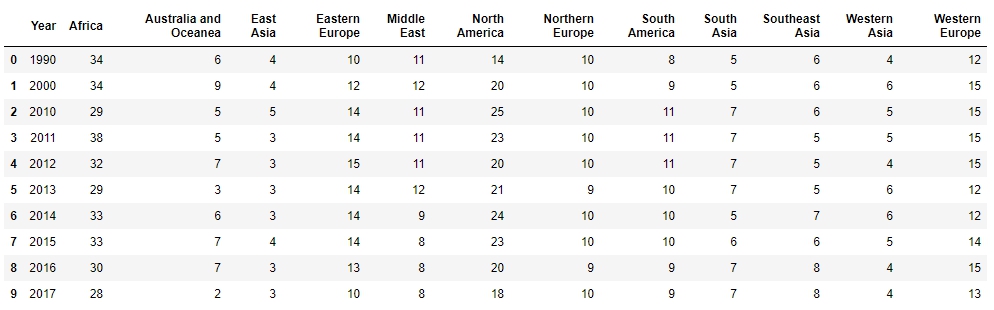 Year Africa Australia and Oceanea East Asia Eastern Europe Middle East North America Northern Europe South America South Asia Southeast Asia Western Asia Western Europe
0 1990 34 6 4 10 11 14 10 8 5 6 4 12
1 2000 34 9 4 12 12 20 10 9 5 6 6 15
2 2010 29 5 5 14 11 25 10 11 7 6 5 15
3 2011 38 5 3 14 11 23 10 11 7 5 5 15
4 2012 32 7 3 15 11 20 10 11 7 5 4 15
5 2013 29 3 3 14 12 21 9 10 7 5 6 12
6 2014 33 6 3 14 9 24 10 10 5 7 6 12
7 2015 33 7 4 14 8 23 10 10 6 6 5 14
8 2016 30 7 3 13 8 20 9 9 7 8 4 15
9 2017 28 2 3 10 8 18 10 9 7 8 4 13